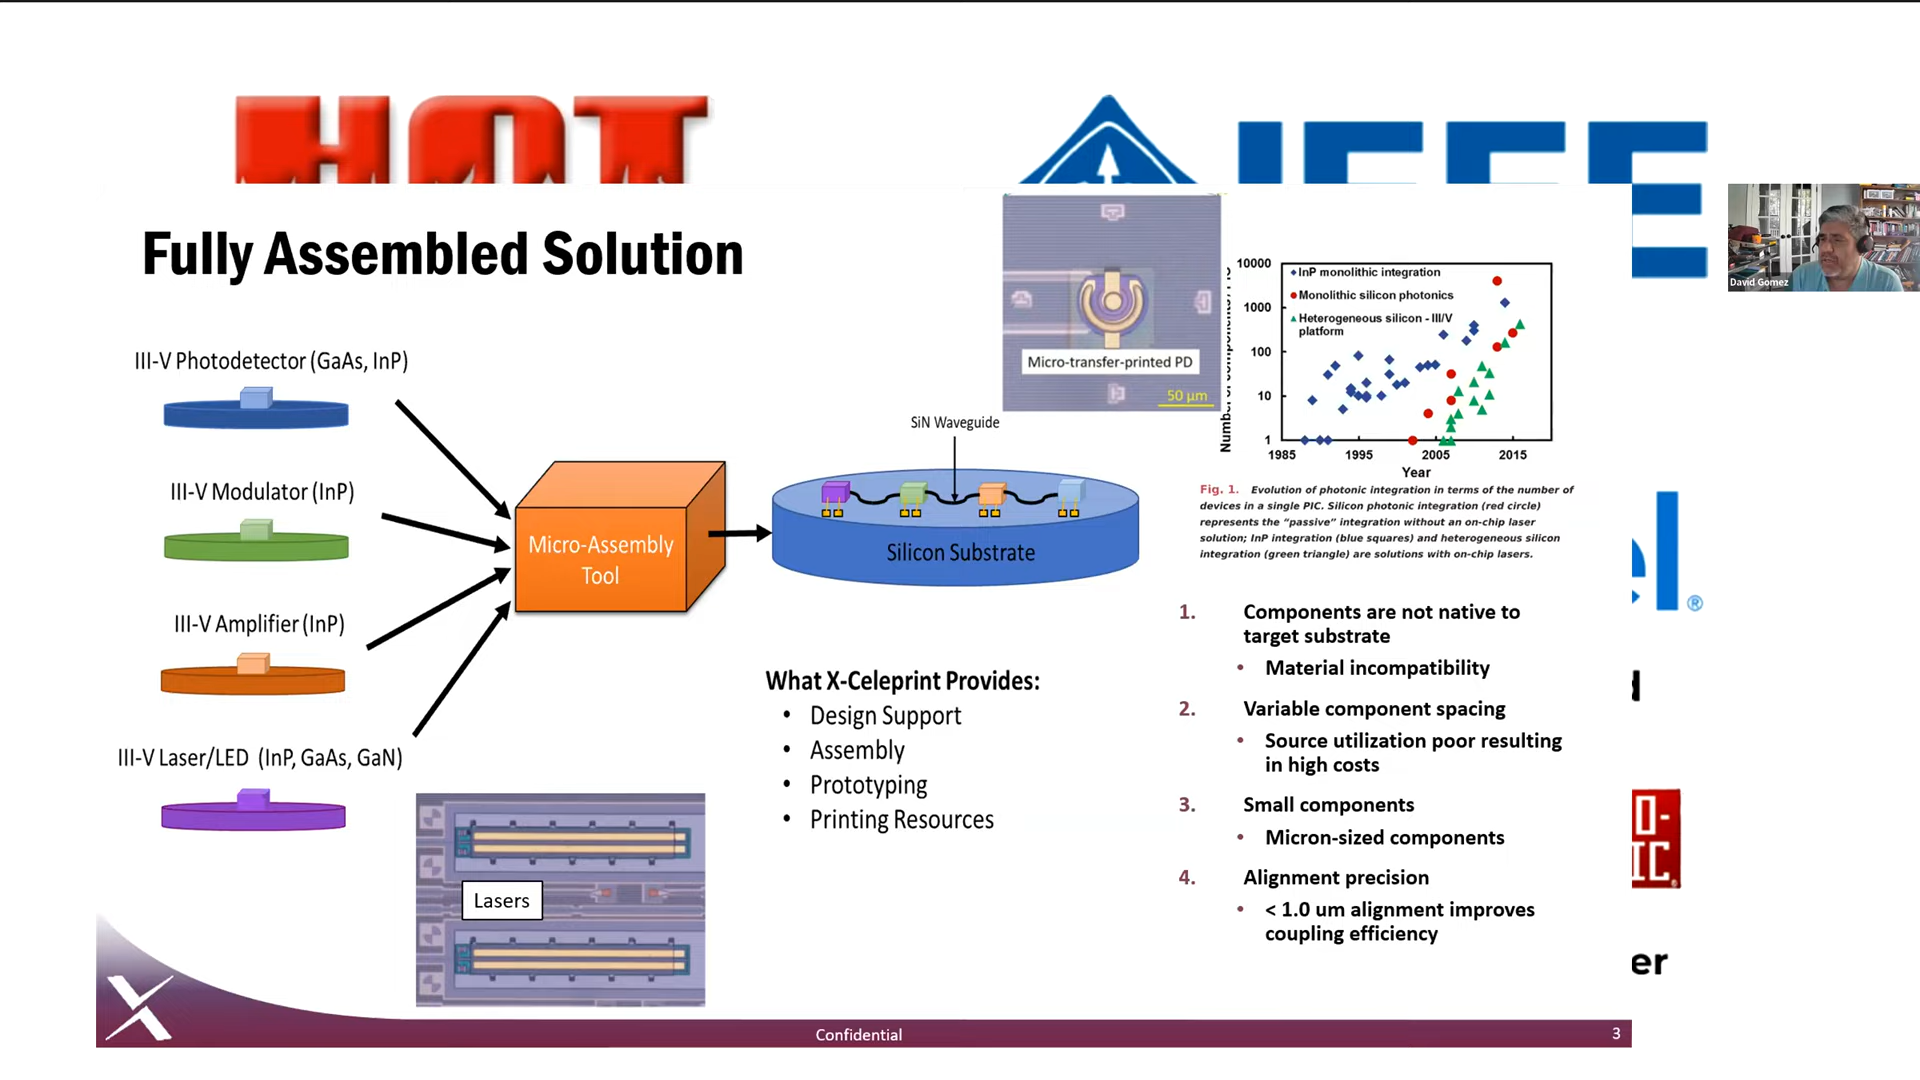 HOT
IEEE
David Gomez
Fully Assembled Solution
III-V Photodetector (GaAs, InP)
III-V Modulator (InP)
III-V Amplifier (InP)
III-V Laser/LED (InP, GaAs, GaN)
Micro-Assembly
Tool
SiN Waveguide
Silicon Substrate
Micro-transfer-printed PD
50 µm
Lasers
What X-Celeprint Provides:
• Design Support
• Assembly
• Prototyping
• Printing Resources
10000
1000
100
10
1
1985
1995
2005
2015
Year
InP monolithic integration
Monolithic silicon photonics
Heterogeneous silicon - III/V
platform
Fig. 1. Evolution of photonic integration in terms of the number of
devices in a single PIC. Silicon photonic integration (red circle)
represents the “passive” integration without an on-chip laser
solution; InP integration (blue squares) and heterogeneous silicon
integration (green triangle) are solutions with on-chip lasers.
1. Components are not native to
target substrate
• Material incompatibility
2. Variable component spacing
• Source utilization poor resulting
in high costs
3. Small components
• Micron-sized components
4. Alignment precision
• < 1.0 um alignment improves
coupling efficiency
el®
er
Confidential
3